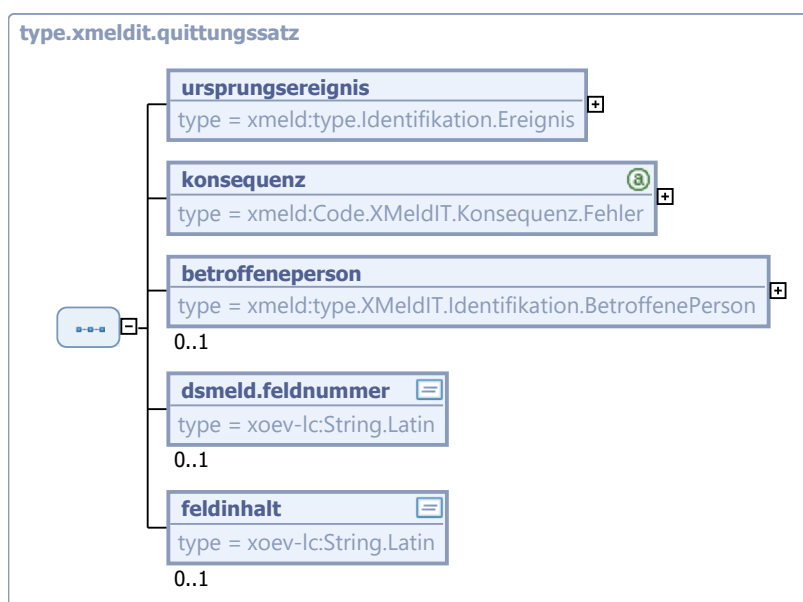 type.xmeldit.quittungssatz
ursprungsereignis
type = xmeld:type.Identifikation.Ereignis
konsequenz
type = xmeld:Code.XMeldIT.Konsequenz.Fehler
betroffeneperson
type = xmeld:type.XMeldIT.Identifikation.BetroffenePerson
0..1
dsmeld.feldnummer
type = xoev-lc:String.Latin
0..1
feldinhalt
type = xoev-lc:String.Latin
0..1